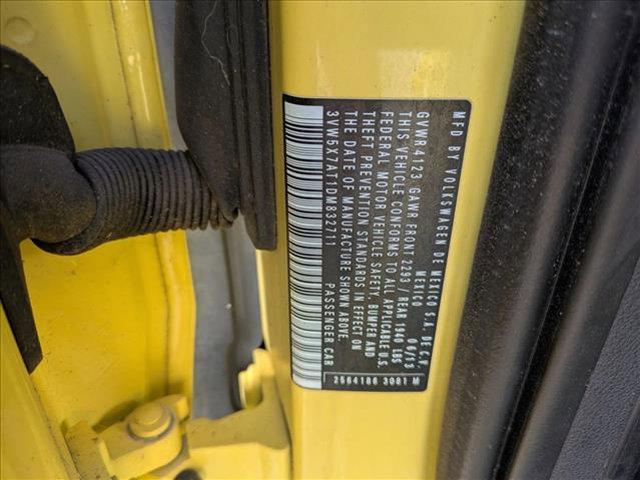 MFD BY VOLKSWAGEN DE MEXICO S.A. DE C.V.
MEXICO 06/13
GVWR 4123/ GAWR FRONT 2293/ REAR 1940 LBS
THIS VEHICLE CONFORMS TO ALL APPLICABLE U.S.
FEDERAL MOTOR VEHICLE SAFETY, BUMPER AND
THEFT PREVENTION STANDARDS IN EFFECT ON
THE DATE OF MANUFACTURE SHOWN ABOVE.
3VW5X7AT1DM832711 PASSENGER CAR
2564186 3081 M